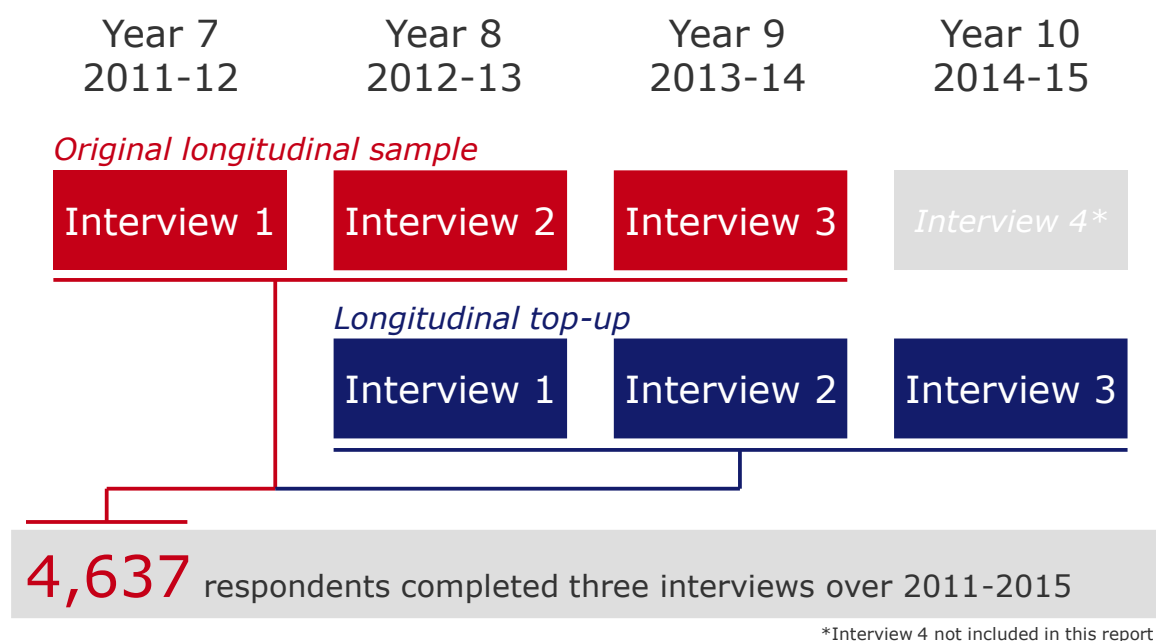 Year 7 Year 8 Year 9 Year 10
2011-12 2012-13 2013-14 2014-15
Original longitudinal sample
Interview 1 Interview 2 Interview 3 Interview 4*
Longitudinal top-up
Interview 1 Interview 2 Interview 3
4,637 respondents completed three interviews over 2011-2015
*Interview 4 not included in this report